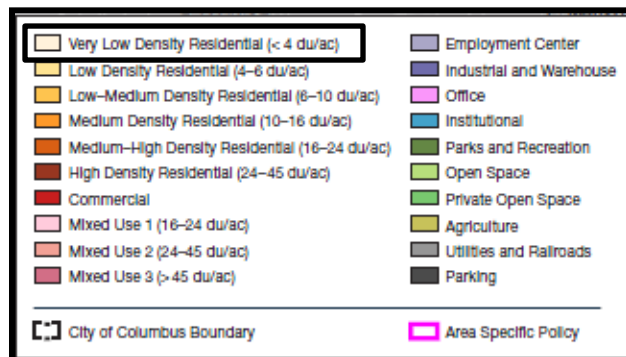 Very Low Density Residential (< 4 du/ac)
Low Density Residential (4–6 du/ac)
Low–Medium Density Residential (6–10 du/ac)
Medium Density Residential (10–16 du/ac)
Medium–High Density Residential (16–24 du/ac)
High Density Residential (24–45 du/ac)
Commercial
Mixed Use 1 (16–24 du/ac)
Mixed Use 2 (24–45 du/ac)
Mixed Use 3 (> 45 du/ac)
Employment Center
Industrial and Warehouse
Office
Institutional
Parks and Recreation
Open Space
Private Open Space
Agriculture
Utilities and Railroads
Parking
City of Columbus Boundary
Area Specific Policy